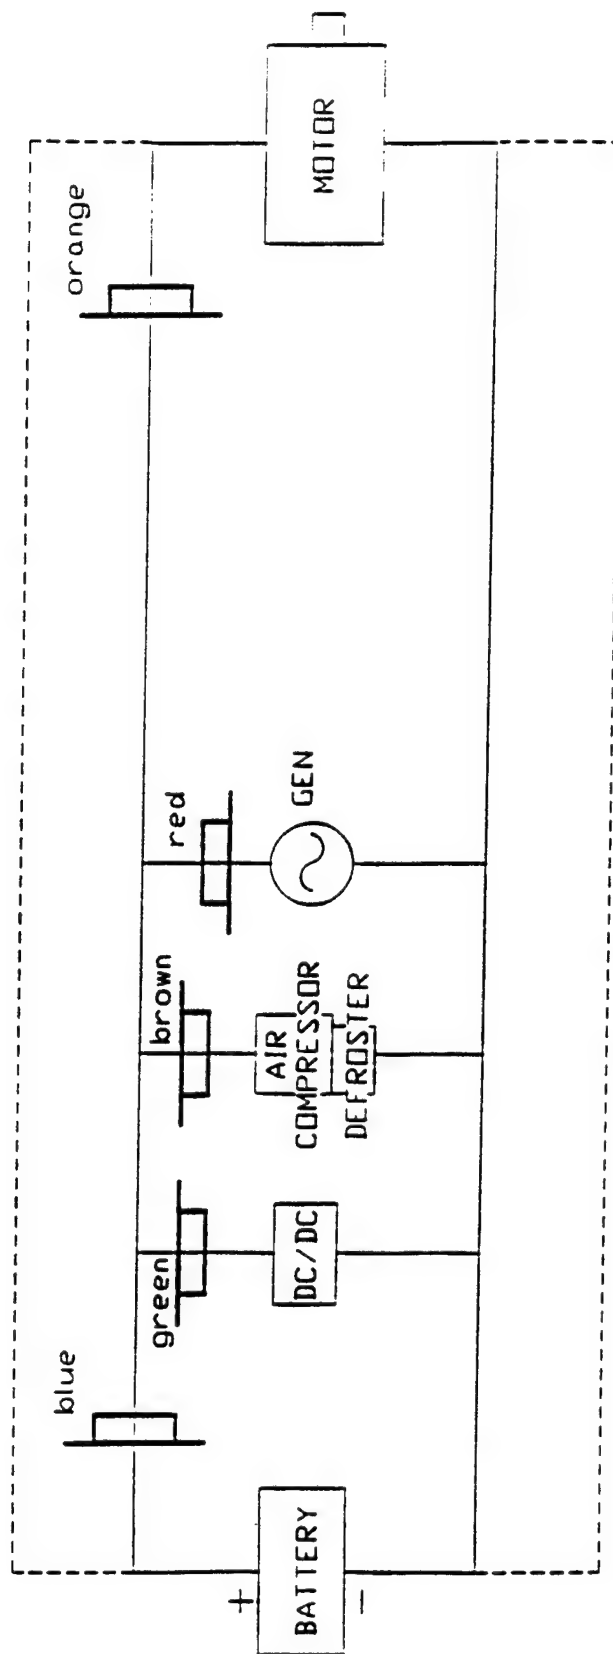 blue
green
brown
red
orange
+
BATTERY
−
DC/DC
AIR
COMPRESSOR
DEFROSTER
GEN
MOTOR